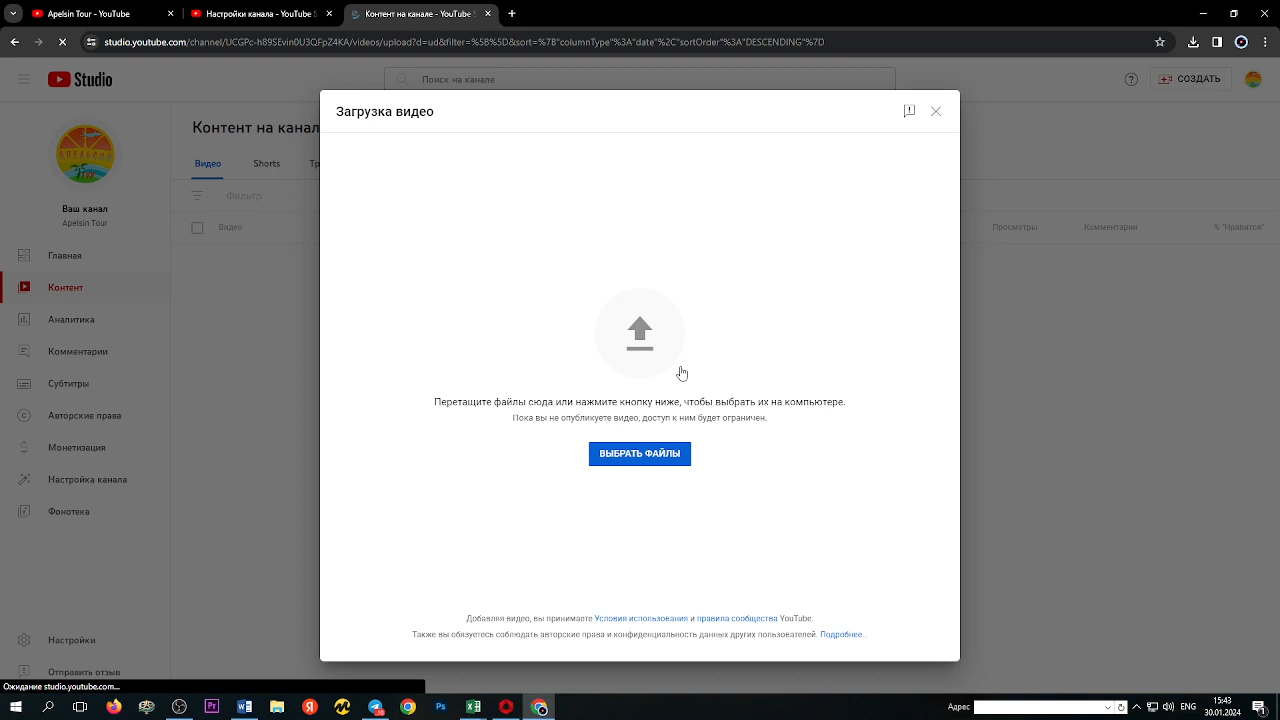 Apelsin Tour - YouTube
Настройки канала - YouTube S
Контент на канале - YouTube
studio.youtube.com/channel/UCGPc-h89SEvin0U3QFpZ4KA/videos/upload?d=ud&filter=%5B%5D&sort=%7B"columnType"%3A"date"%2C"sortOrder"%3A"DESCENDING"%7D
Studio
Поиск на канале
СОЗДАТЬ
Загрузка видео
Контент на канал
Видео
Shorts
Тр
Фильтр
Видео
Просмотры
Комментарии
% "Нравится"
АПЕЛЬСИН
Ваш канал
Apelsin Tour
Главная
Контент
Аналитика
Комментарии
Субтитры
Авторские права
Монетизация
Настройка канала
Фонотека
Настройки
Отправить отзыв
Перетащите файлы сюда или нажмите кнопку ниже, чтобы выбрать их на компьютере.
Пока вы не опубликуете видео, доступ к ним будет ограничен.
ВЫБРАТЬ ФАЙЛЫ
Добавляя видео, вы принимаете Условия использования и правила сообщества YouTube.
Также вы обязуетесь соблюдать авторские права и конфиденциальность данных других пользователей. Подробнее...
Ожидание studio.youtube.com...
Адрес
ENG
15:43
30.01.2024